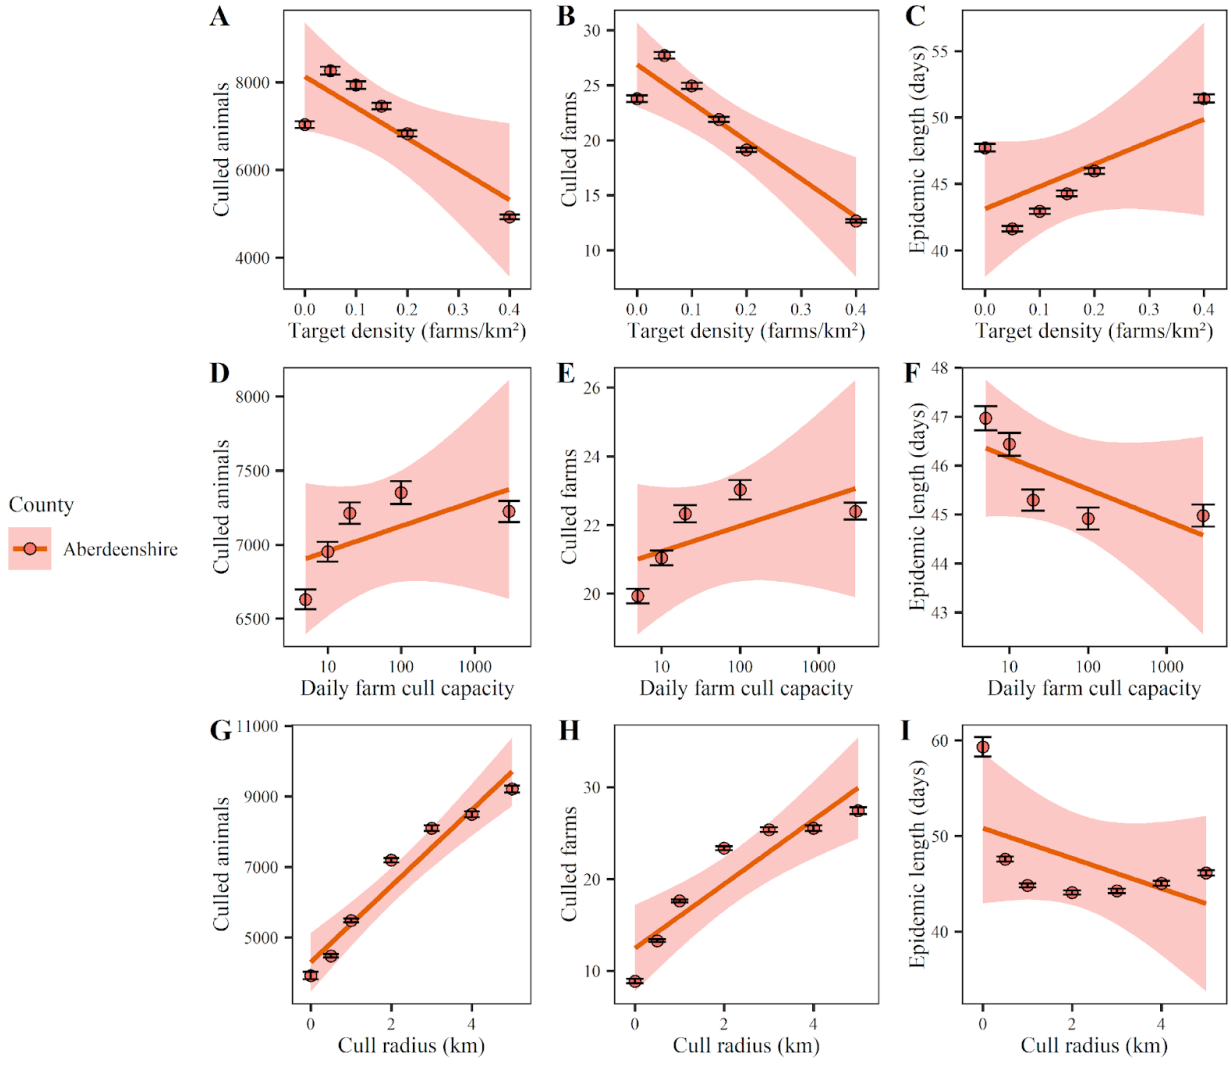 A
Culled animals
8000
6000
4000
0.0 0.1 0.2 0.3 0.4
Target density (farms/km²)
B
Culled farms
30
25
20
15
10
0.0 0.1 0.2 0.3 0.4
Target density (farms/km²)
C
Epidemic length (days)
55
50
45
40
0.0 0.1 0.2 0.3 0.4
Target density (farms/km²)
County
Aberdeenshire
D
Culled animals
8000
7500
7000
6500
10 100 1000
Daily farm cull capacity
E
Culled farms
26
24
22
20
10 100 1000
Daily farm cull capacity
F
Epidemic length (days)
48
47
46
45
44
43
10 100 1000
Daily farm cull capacity
G
Culled animals
11000
9000
7000
5000
0 2 4
Cull radius (km)
H
Culled farms
30
20
10
0 2 4
Cull radius (km)
I
Epidemic length (days)
60
50
40
0 2 4
Cull radius (km)